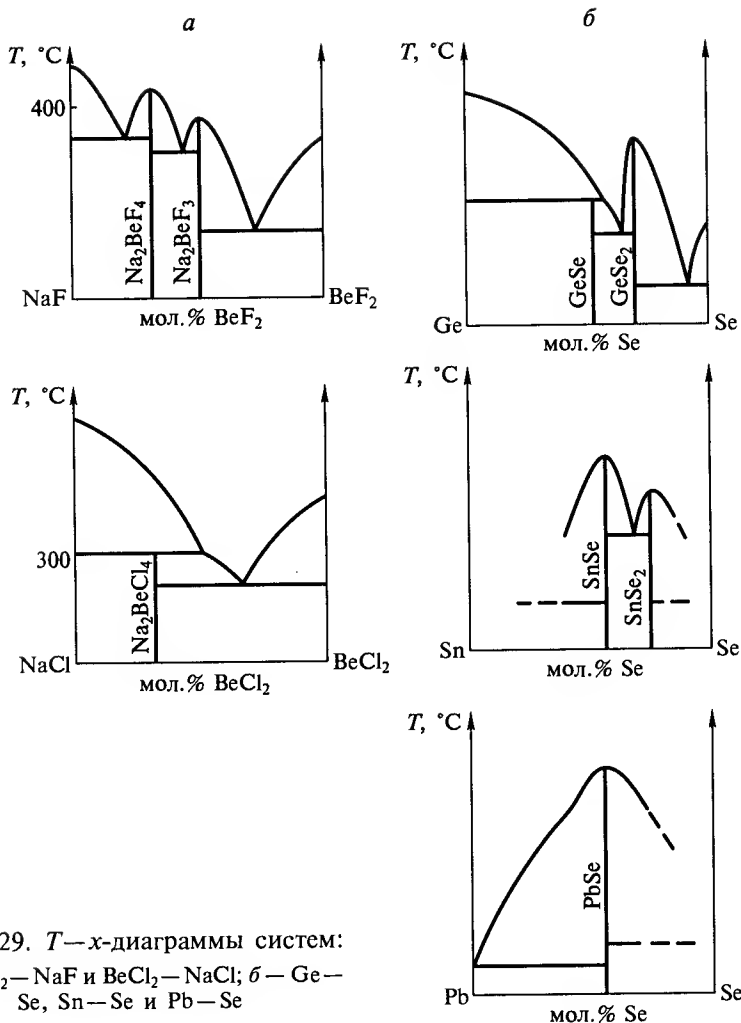 а
T, °C
400
Na₂BeF₄
Na₂BeF₃
NaF
BeF₂
мол.% BeF₂
T, °C
300
Na₂BeCl₄
NaCl
BeCl₂
мол.% BeCl₂
б
T, °C
GeSe
GeSe₂
Ge
Se
мол.% Se
T, °C
SnSe
SnSe₂
Sn
Se
мол.% Se
T, °C
PbSe
Pb
Se
мол.% Se
29. T—x-диаграммы систем:
₂—NaF и BeCl₂—NaCl; б—Ge—
Se, Sn—Se и Pb—Se